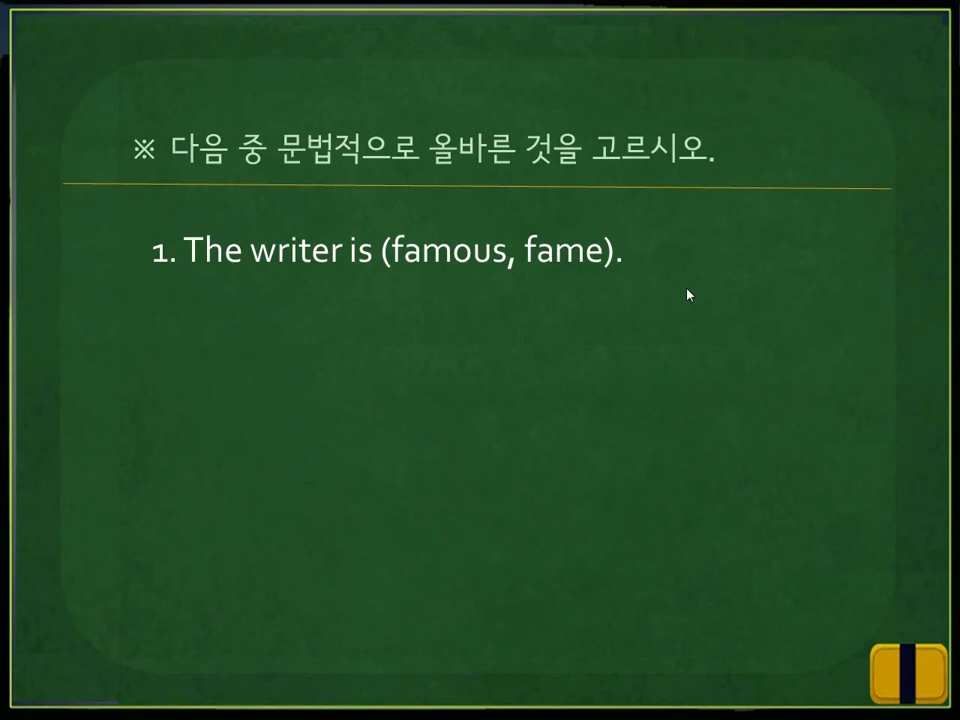 ※ 다음 중 문법적으로 올바른 것을 고르시오.
1. The writer is (famous, fame).